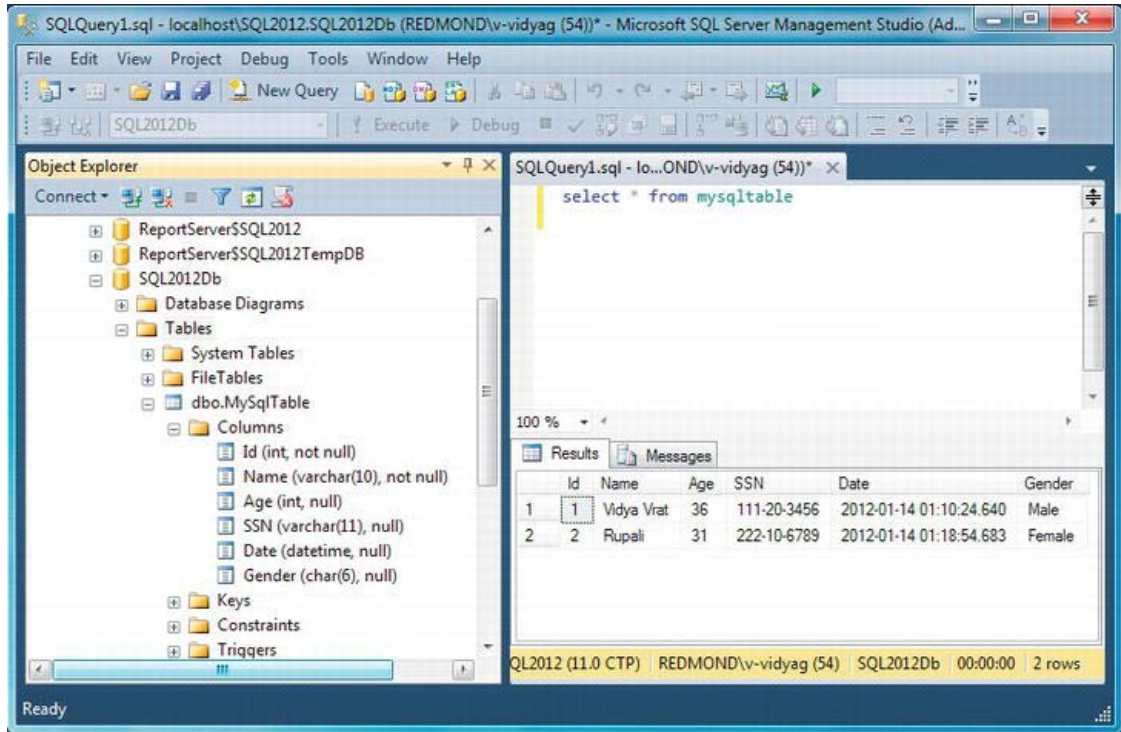 SQLQuery1.sql - localhost\SQL2012.SQL2012Db (REDMOND\v-vidyag (54))* - Microsoft SQL Server Management Studio (Ad...
File Edit View Project Debug Tools Window Help
New Query
SQL2012Db Execute Debug
Object Explorer
Connect
ReportServer$SQL2012
ReportServer$SQL2012TempDB
SQL2012Db
Database Diagrams
Tables
System Tables
FileTables
dbo.MySqlTable
Columns
Id (int, not null)
Name (varchar(10), not null)
Age (int, null)
SSN (varchar(11), null)
Date (datetime, null)
Gender (char(6), null)
Keys
Constraints
Triggers
SQLQuery1.sql - lo...OND\v-vidyag (54))*
select * from mysqltable
100 %
Results Messages
Id Name Age SSN Date Gender
1 1 Vidya Vrat 36 111-20-3456 2012-01-14 01:10:24.640 Male
2 2 Rupali 31 222-10-6789 2012-01-14 01:18:54.683 Female
QL2012 (11.0 CTP) REDMOND\v-vidyag (54) SQL2012Db 00:00:00 2 rows
Ready